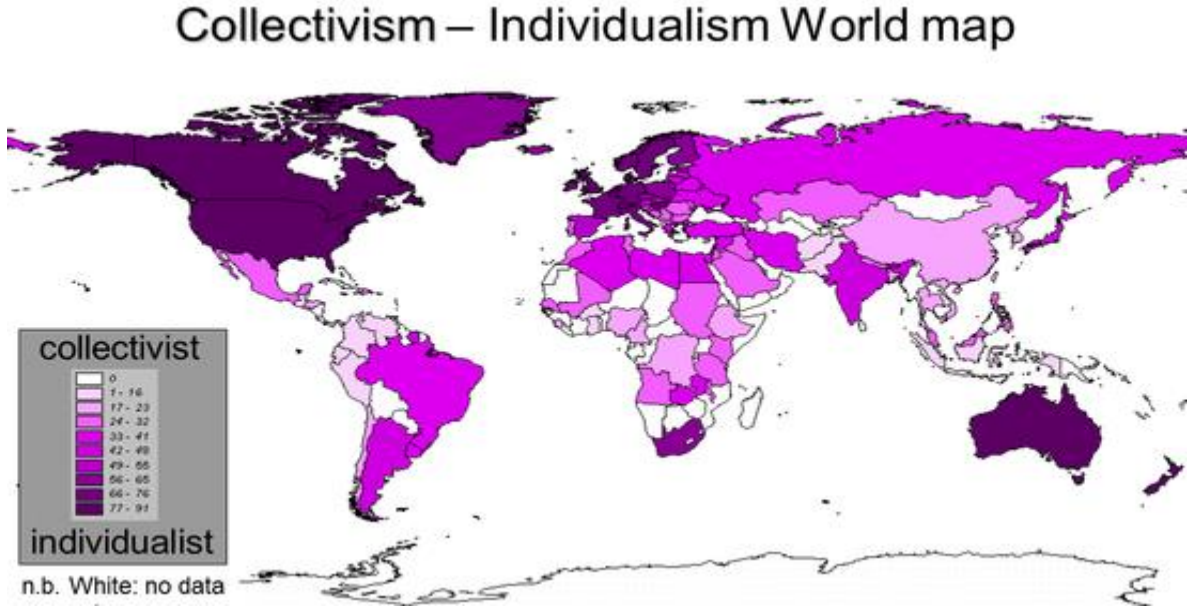 Collectivism – Individualism World map
collectivist
0
1 - 16
17 - 23
24 - 32
33 - 41
42 - 48
49 - 55
56 - 65
66 - 76
77 - 91
individualist
n.b. White: no data